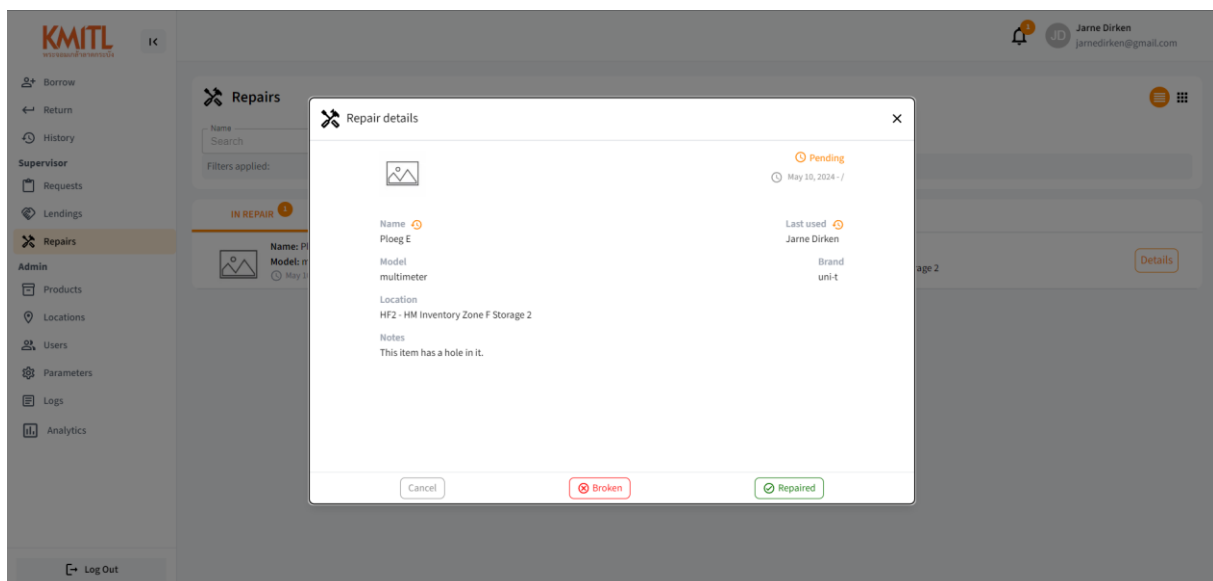 KMITL
Jarne Dirken
JD
jarnedirken@gmail.com
Borrow
Return
History
Supervisor
Requests
Lendings
Repairs
Admin
Products
Locations
Users
Parameters
Logs
Analytics
Log Out
Repairs
Name
Search
Filters applied:
IN REPAIR
Name: Pl
Model: m
May 1
age 2
Details
Repair details
Pending
May 10, 2024 - /
Name
Last used
Ploeg E
Jarne Dirken
Model
Brand
multimeter
uni-t
Location
HF2 - HM Inventory Zone F Storage 2
Notes
This item has a hole in it.
Cancel
Broken
Repaired